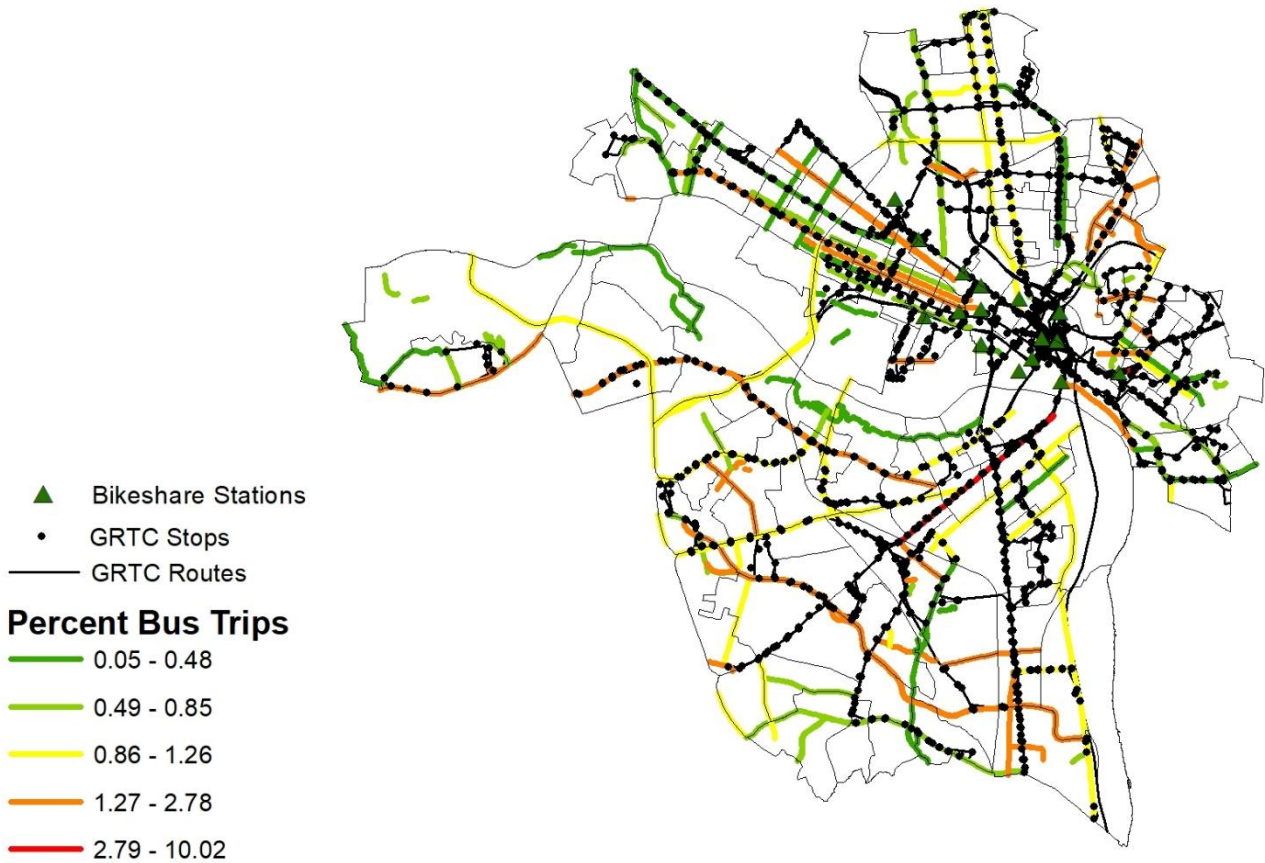 Bikeshare Stations
GRTC Stops
GRTC Routes
Percent Bus Trips
0.05 - 0.48
0.49 - 0.85
0.86 - 1.26
1.27 - 2.78
2.79 - 10.02